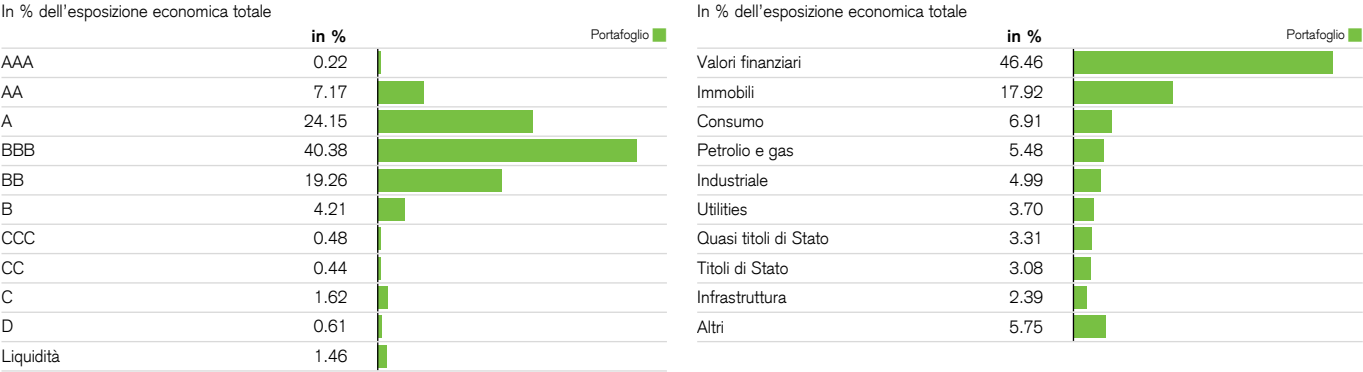 In % dell'esposizione economica totale
in % Portafoglio
AAA 0.22
AA 7.17
A 24.15
BBB 40.38
BB 19.26
B 4.21
CCC 0.48
CC 0.44
C 1.62
D 0.61
Liquidità 1.46
In % dell'esposizione economica totale
in % Portafoglio
Valori finanziari 46.46
Immobili 17.92
Consumo 6.91
Petrolio e gas 5.48
Industriale 4.99
Utilities 3.70
Quasi titoli di Stato 3.31
Titoli di Stato 3.08
Infrastruttura 2.39
Altri 5.75